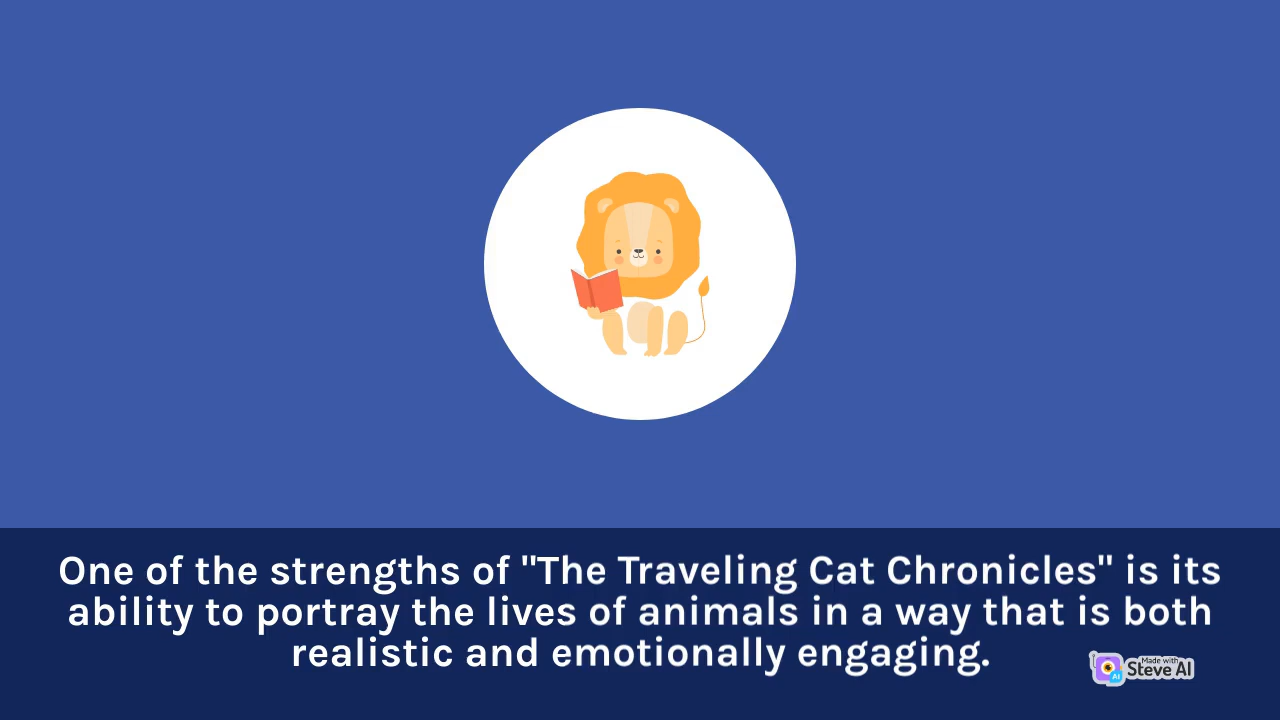 One of the strengths of "The Traveling Cat Chronicles" is its
ability to portray the lives of animals in a way that is both
realistic and emotionally engaging.
Made with
Steve AI
AI